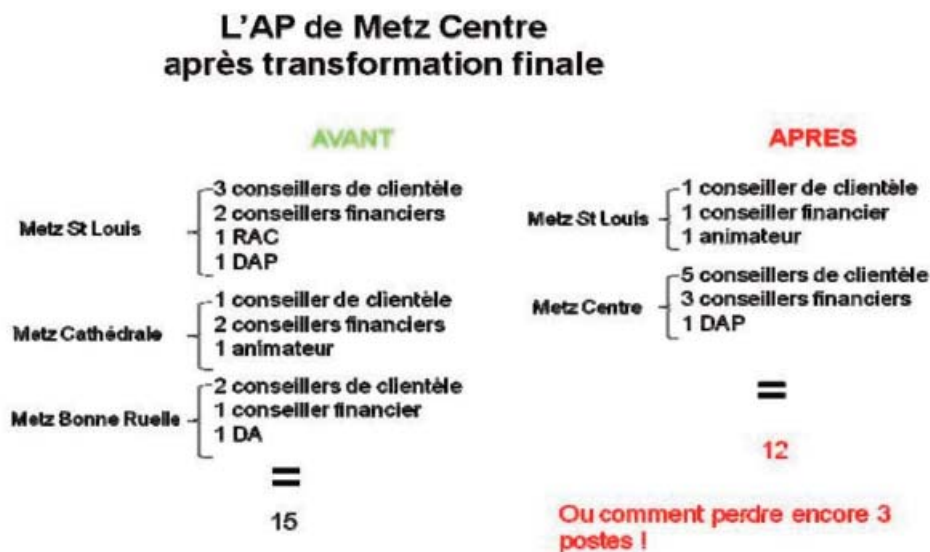 L'AP de Metz Centre
après transformation finale
AVANT
Metz St Louis
3 conseillers de clientèle
2 conseillers financiers
1 RAC
1 DAP
Metz Cathédrale
1 conseiller de clientèle
2 conseillers financiers
1 animateur
Metz Bonne Ruelle
2 conseillers de clientèle
1 conseiller financier
1 DA
=
15
APRES
Metz St Louis
1 conseiller de clientèle
1 conseiller financier
1 animateur
Metz Centre
5 conseillers de clientèle
3 conseillers financiers
1 DAP
=
12
Ou comment perdre encore 3
postes !